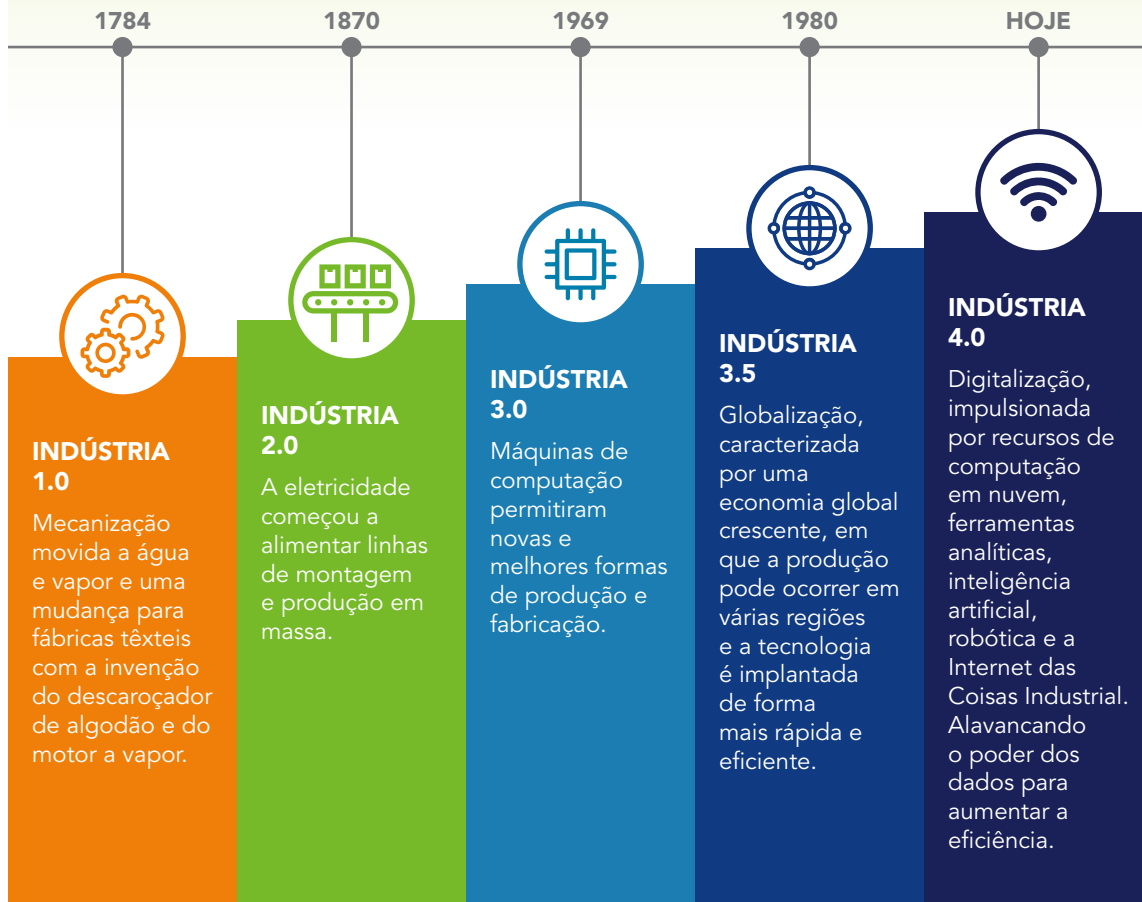 1784
1870
1969
1980
HOJE
INDÚSTRIA
1.0
Mecanização
movida a água
e vapor e uma
mudança para
fábricas têxteis
com a invenção
do descaroçador
de algodão e do
motor a vapor.
INDÚSTRIA
2.0
A eletricidade
começou a
alimentar linhas
de montagem
e produção em
massa.
INDÚSTRIA
3.0
Máquinas de
computação
permitiram
novas e
melhores formas
de produção e
fabricação.
INDÚSTRIA
3.5
Globalização,
caracterizada
por uma
economia global
crescente, em
que a produção
pode ocorrer em
várias regiões
e a tecnologia
é implantada
de forma
mais rápida e
eficiente.
INDÚSTRIA
4.0
Digitalização,
impulsionada
por recursos de
computação
em nuvem,
ferramentas
analíticas,
inteligência
artificial,
robótica e a
Internet das
Coisas Industrial.
Alavancando
o poder dos
dados para
aumentar a
eficiência.